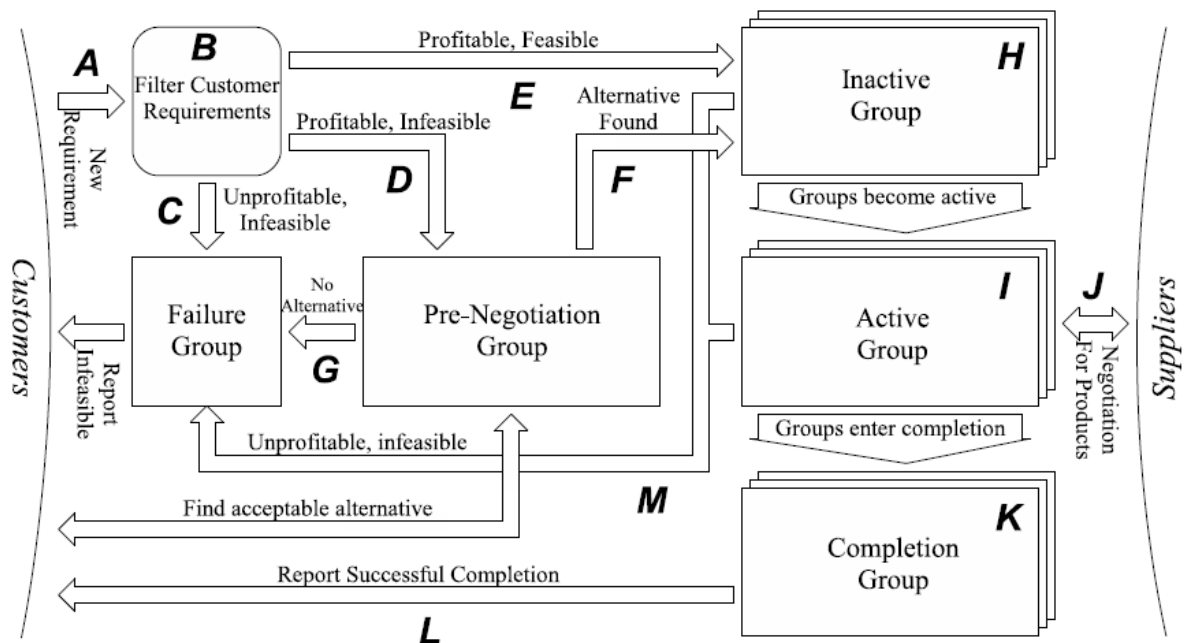 A
B
Filter Customer
Requirements
New
Requirement
Profitable, Feasible
E
Profitable, Infeasible
D
Alternative
Found
F
H
Inactive
Group
C
Unprofitable,
Infeasible
Groups become active
Customers
Failure
Group
Report
Infeasible
No
Alternative
G
Pre-Negotiation
Group
I
Active
Group
J
Negotiation
For Products
Suppliers
Unprofitable, infeasible
Groups enter completion
M
Find acceptable alternative
K
Completion
Group
Report Successful Completion
L